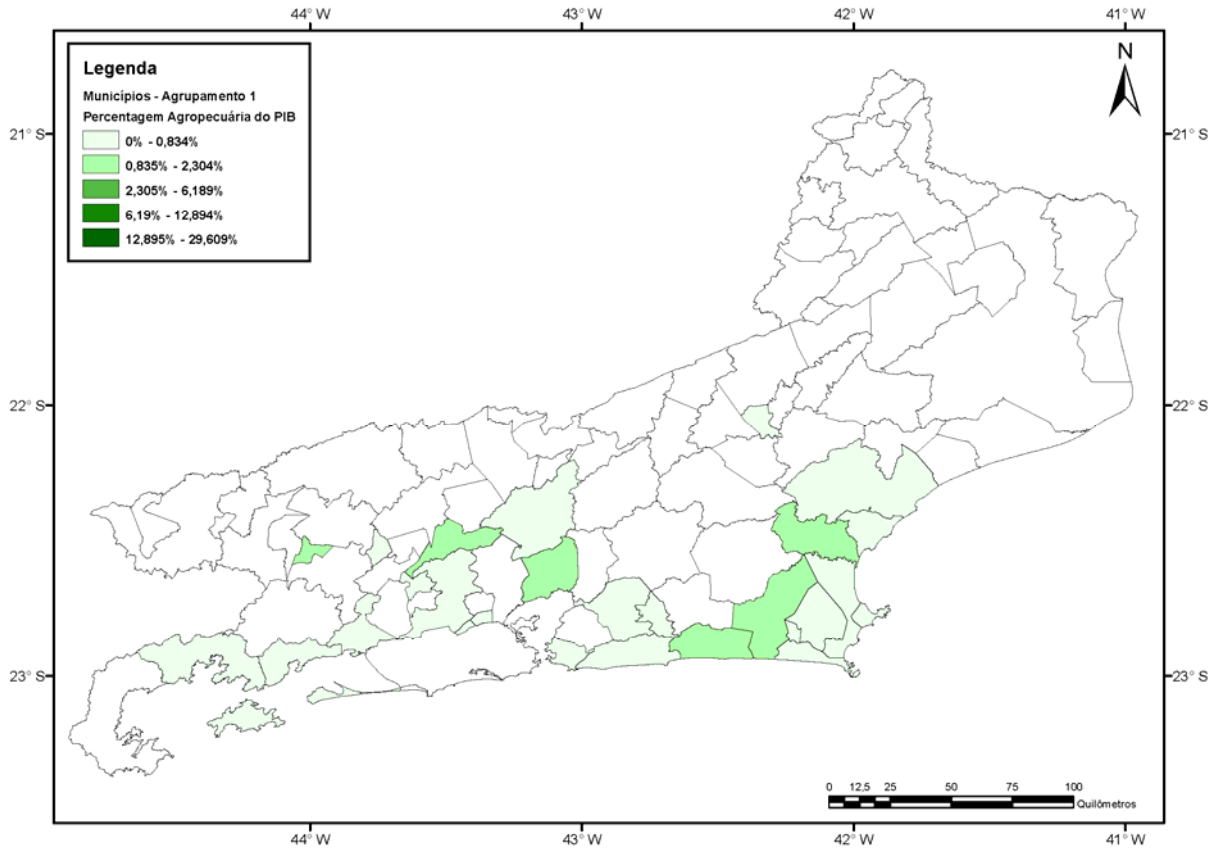 44° W 43° W 42° W 41° W
N
Legenda
Municípios - Agrupamento 1
Percentagem Agropecuária do PIB
0% - 0,834%
0,835% - 2,304%
2,305% - 6,189%
6,19% - 12,894%
12,895% - 29,609%
21° S 21° S
22° S 22° S
23° S 23° S
0 12,5 25 50 75 100
Quilômetros
44° W 43° W 42° W 41° W